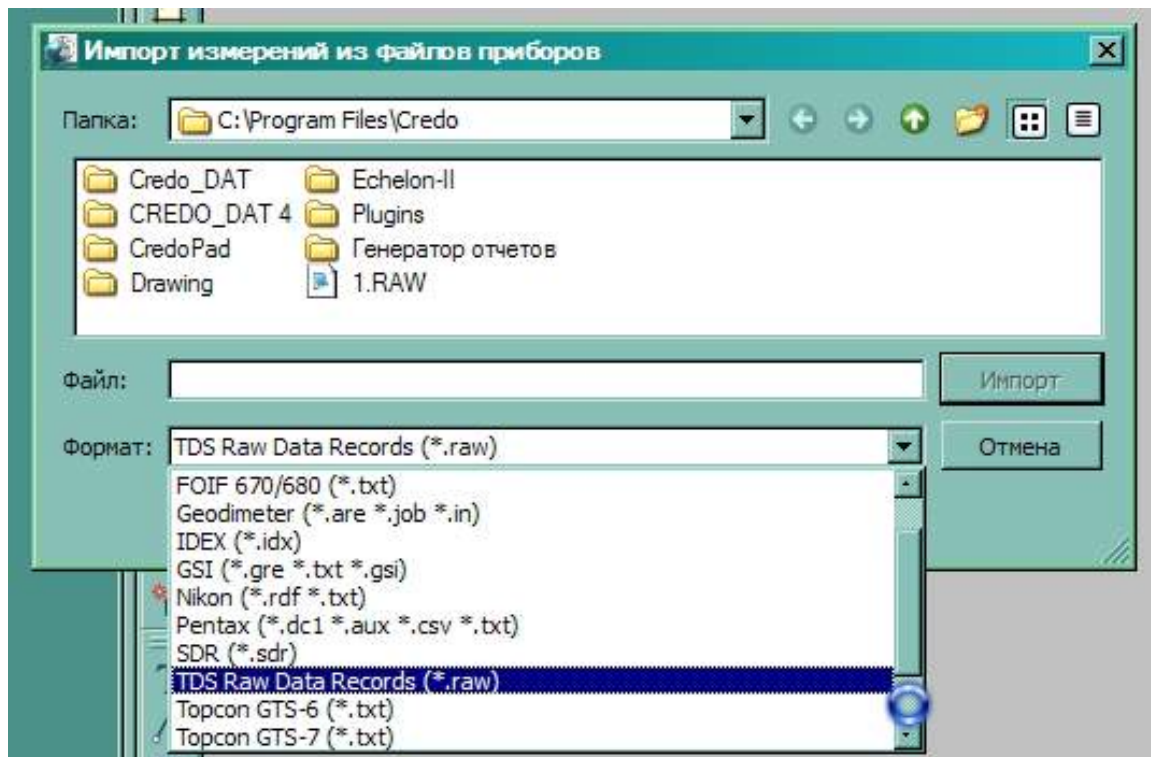 Импорт измерений из файлов приборов
Папка: C:\Program Files\Credo
Credo_DAT Echelon-II
CREDO_DAT 4 Plugins
CredoPad Генератор отчетов
Drawing 1.RAW
Файл: Импорт
Формат: TDS Raw Data Records (*.raw) Отмена
FOIF 670/680 (*.txt)
Geodimeter (*.are *.job *.in)
IDEX (*.idx)
GSI (*.gre *.txt *.gsi)
Nikon (*.rdf *.txt)
Pentax (*.dc1 *.aux *.csv *.txt)
SDR (*.sdr)
TDS Raw Data Records (*.raw)
Topcon GTS-6 (*.txt)
Topcon GTS-7 (*.txt)